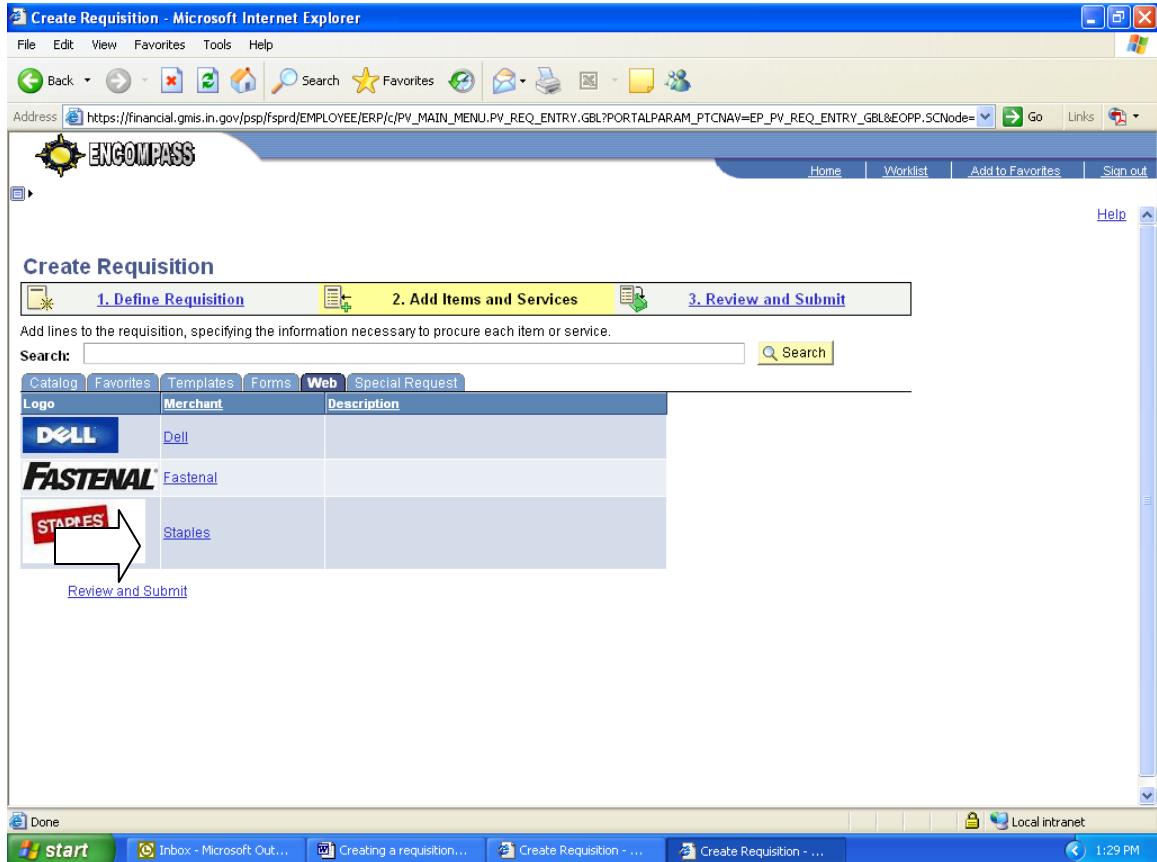 Create Requisition - Microsoft Internet Explorer
File Edit View Favorites Tools Help
Back Search Favorites
Address https://financial.gmis.in.gov/psp/fsprd/EMPLOYEE/ERP/c/PV_MAIN_MENU.PV_REQ_ENTRY.GBL?PORTALPARAM_PTCNAV=EP_PV_REQ_ENTRY_GBL&EOPP.SCNode= Go Links
ENCOMPASS
Home Worklist Add to Favorites Sign out
Help
Create Requisition
1. Define Requisition 2. Add Items and Services 3. Review and Submit
Add lines to the requisition, specifying the information necessary to procure each item or service.
Search: Search
Catalog Favorites Templates Forms Web Special Request
Logo Merchant Description
DELL Dell
FASTENAL® Fastenal
STAPLES Staples
Review and Submit
Done Local intranet
start Inbox - Microsoft Out... Creating a requisition... Create Requisition - ... Create Requisition - ... 1:29 PM